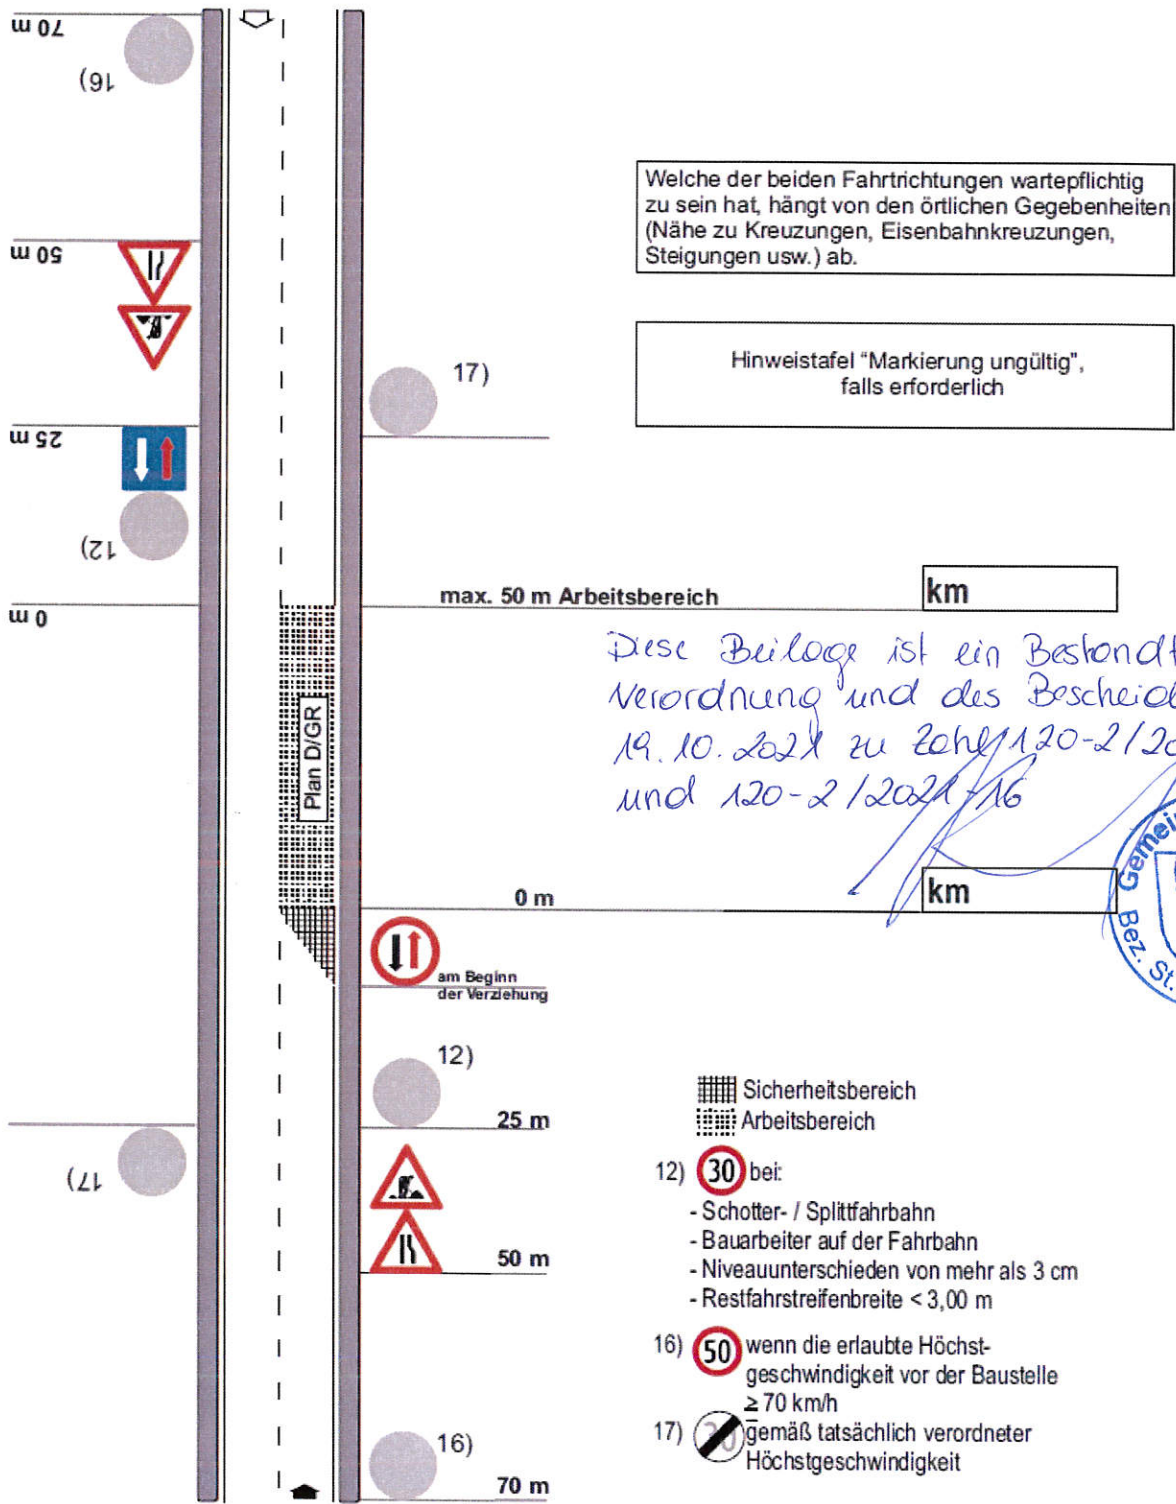 70 m
16)
Welche der beiden Fahrtrichtungen wartepflichtig
zu sein hat, hängt von den örtlichen Gegebenheiten
(Nähe zu Kreuzungen, Eisenbahnkreuzungen,
Steigungen usw.) ab.
50 m
Hinweistafel "Markierung ungültig",
falls erforderlich
17)
25 m
12)
0 m
max. 50 m Arbeitsbereich
km
Diese Beilage ist ein
Verordnung und des
19.10.2021 zu Zahl 120-2/
und 120-2/2021-16
Plan D/GR
0 m
km
Bez. St.
am Beginn
der Verziehung
12)
25 m
17)
50 m
16)
70 m
Sicherheitsbereich
Arbeitsbereich
12) 30 bei:
- Schotter- / Splittfahrbahn
- Bauarbeiter auf der Fahrbahn
- Niveauunterschieden von mehr als 3 cm
- Restfahrstreifenbreite < 3,00 m
16) 50 wenn die erlaubte Höchst-
geschwindigkeit vor der Baustelle
≥ 70 km/h
17) 30 gemäß tatsächlich verordneter
Höchstgeschwindigkeit